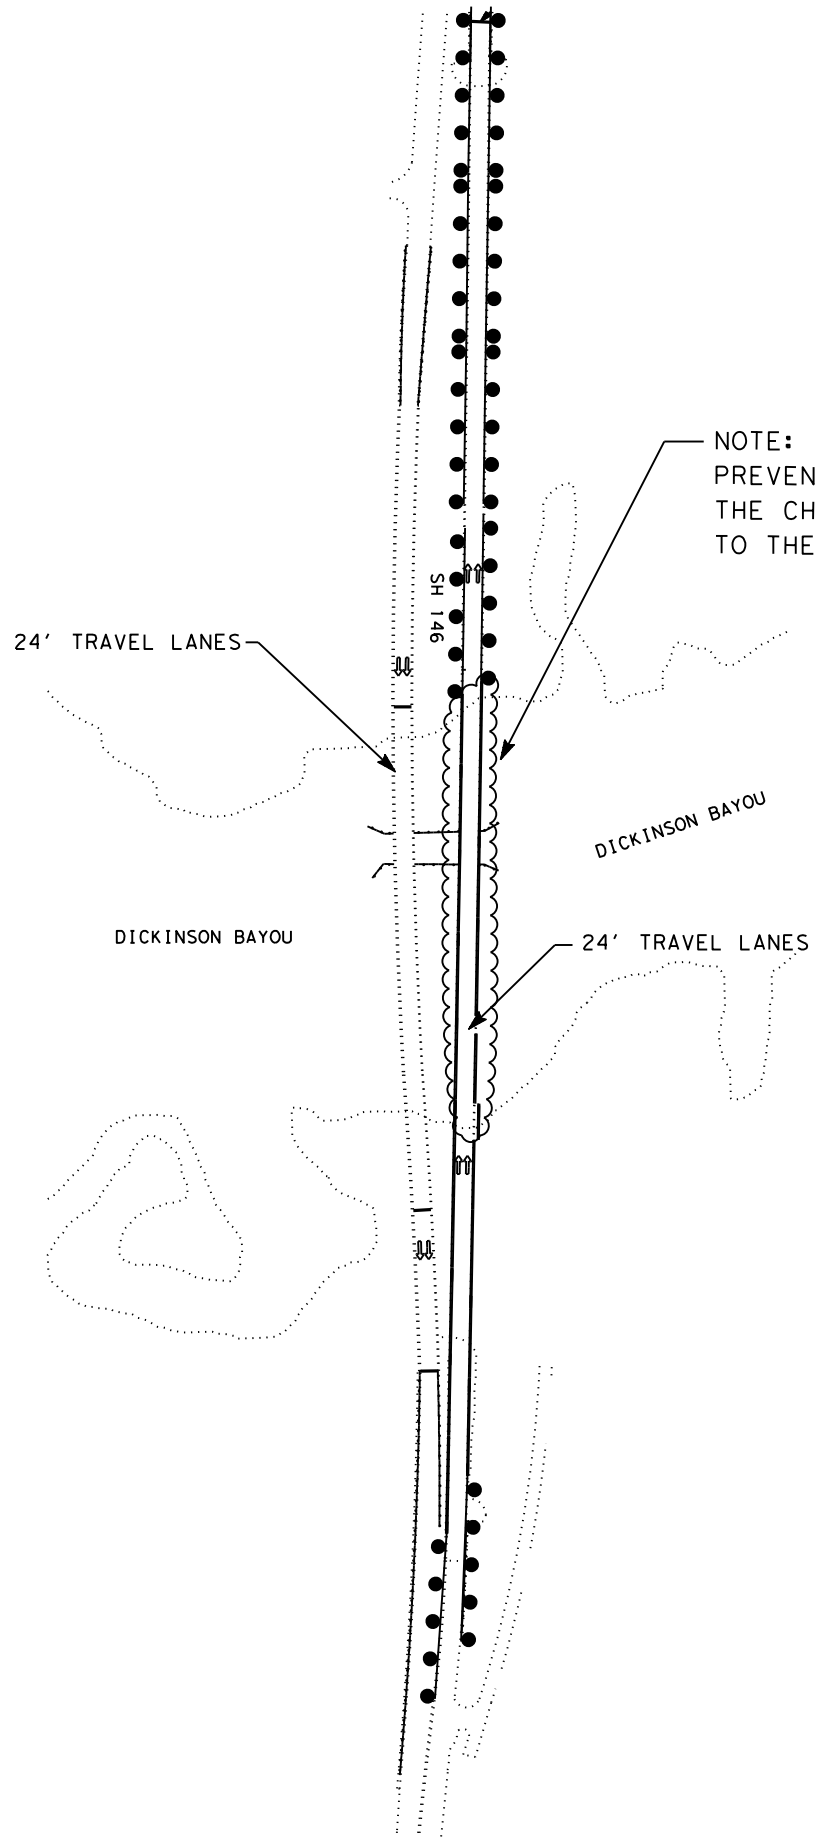 NOTE:
PREVEN
THE CH
TO THE
SH 146
24' TRAVEL LANES
DICKINSON BAYOU
DICKINSON BAYOU
24' TRAVEL LANES